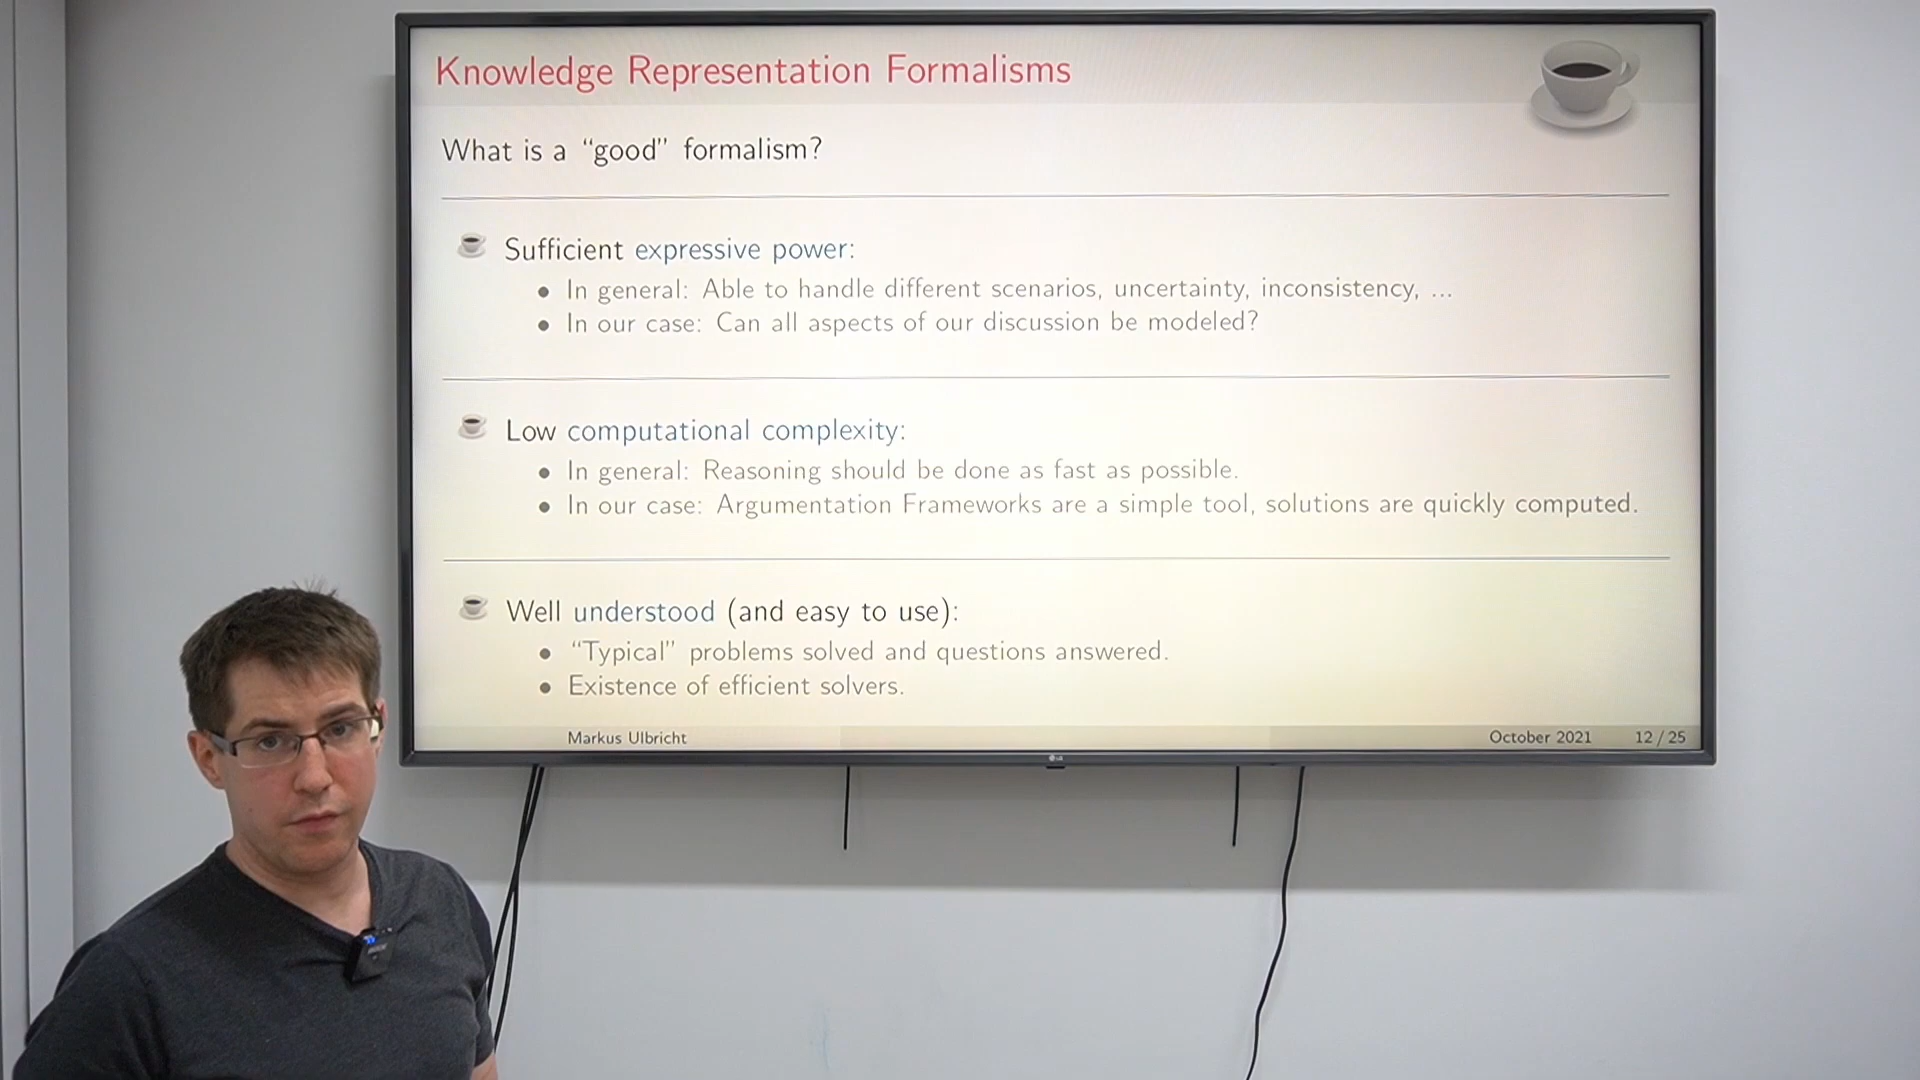 Knowledge Representation Formalisms
What is a “good” formalism?
Sufficient expressive power:
• In general: Able to handle different scenarios, uncertainty, inconsistency, ...
• In our case: Can all aspects of our discussion be modeled?
Low computational complexity:
• In general: Reasoning should be done as fast as possible.
• In our case: Argumentation Frameworks are a simple tool, solutions are quickly computed.
Well understood (and easy to use):
• “Typical” problems solved and questions answered.
• Existence of efficient solvers.
Markus Ulbricht October 2021 12 / 25
LG